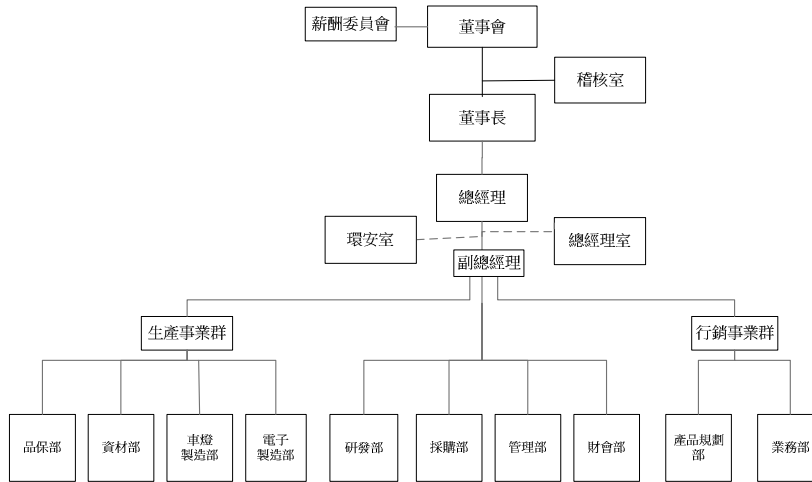 薪酬委員會
董事會
稽核室
董事長
總經理
環安室
總經理室
副總經理
生產事業群
行銷事業群
品保部
資材部
車燈
製造部
電子
製造部
研發部
採購部
管理部
財會部
產品規劃
部
業務部